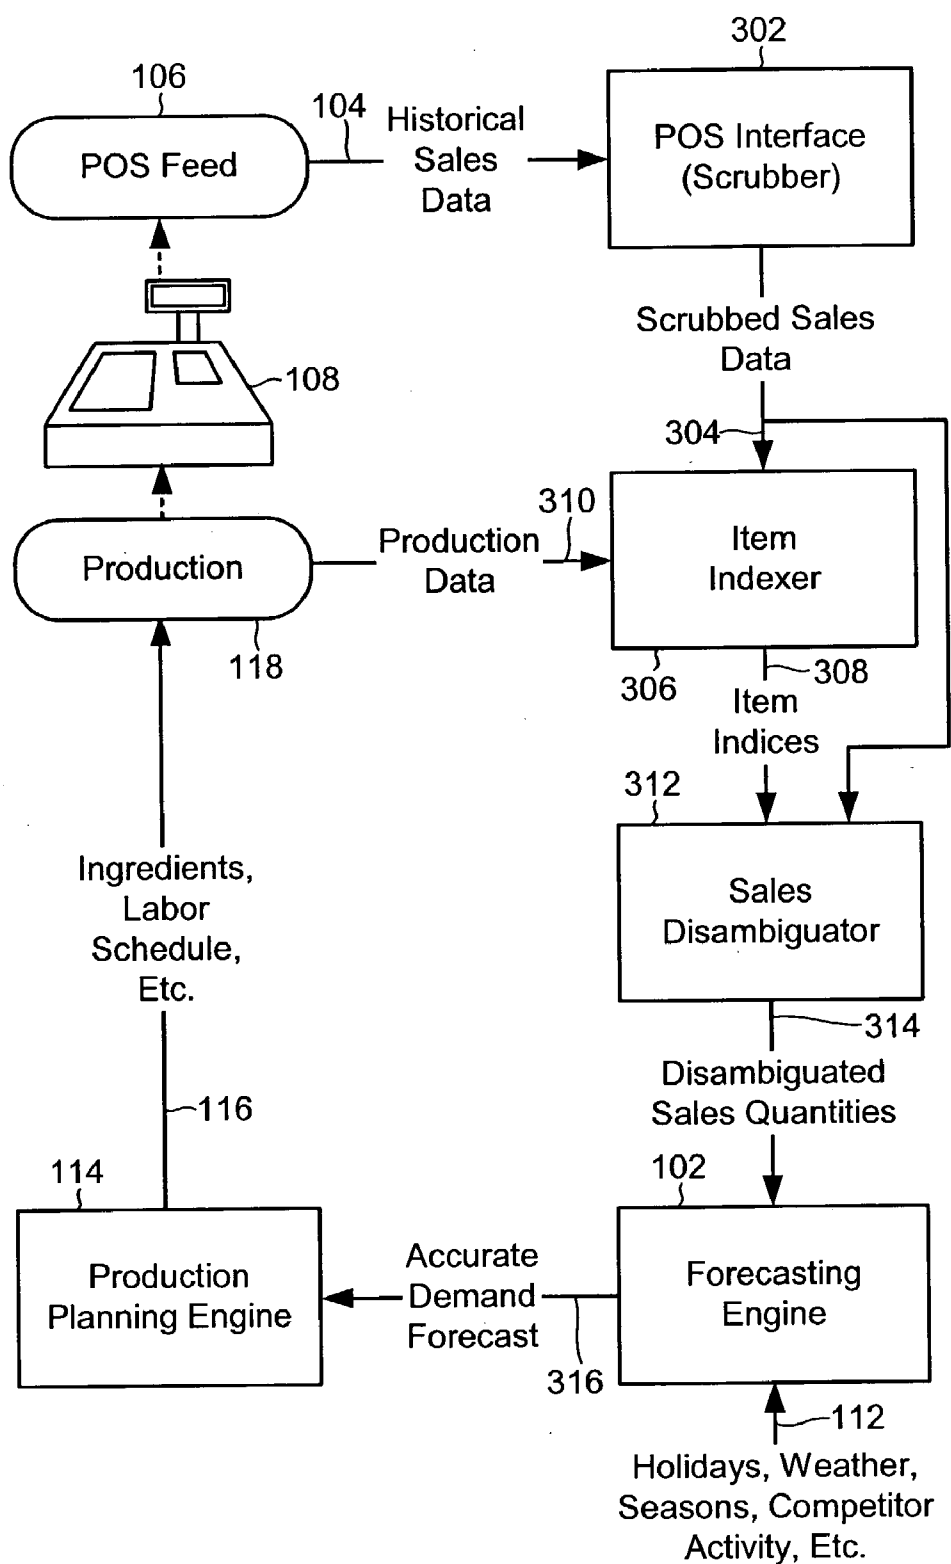 302
106
POS Feed
104
Historical
Sales
Data
POS Interface
(Scrubber)
Scrubbed Sales
Data
108
304
310
Production
Production
Data
Item
Indexer
118
306
308
Item
Indices
312
Ingredients,
Labor
Schedule,
Etc.
Sales
Disambiguator
314
Disambiguated
Sales Quantities
116
114
102
Production
Planning Engine
Accurate
Demand
Forecast
Forecasting
Engine
316
112
Holidays, Weather,
Seasons, Competitor
Activity, Etc.